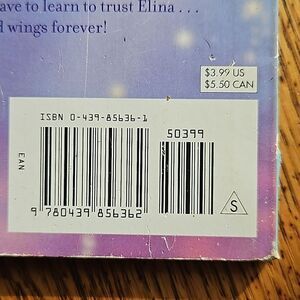 ave to learn to trust Elina . . .
d wings forever!
$3.99 US
$5.50 CAN
ISBN 0-439-85636-1
50399
EAN
9 780439 856362
S